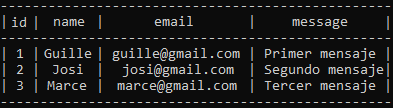 ------------------------------------------------
| id | name | email | message |
------------------------------------------------
| 1 | Guille | guille@gmail.com | Primer mensaje |
| 2 | Josi | josi@gmail.com | Segundo mensaje|
| 3 | Marce | marce@gmail.com | Tercer mensaje |
------------------------------------------------